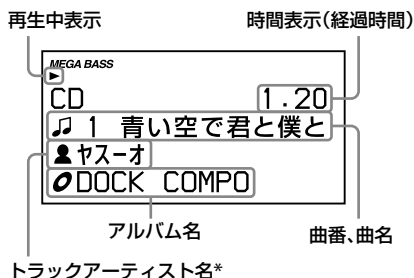 再生中表示
時間表示（経過時間）
MEGA BASS
CD 1.20
1 青い空で君と僕と
ヤスーオ
DOCK COMPO
アルバム名
曲番、曲名
トラックアーティスト名*